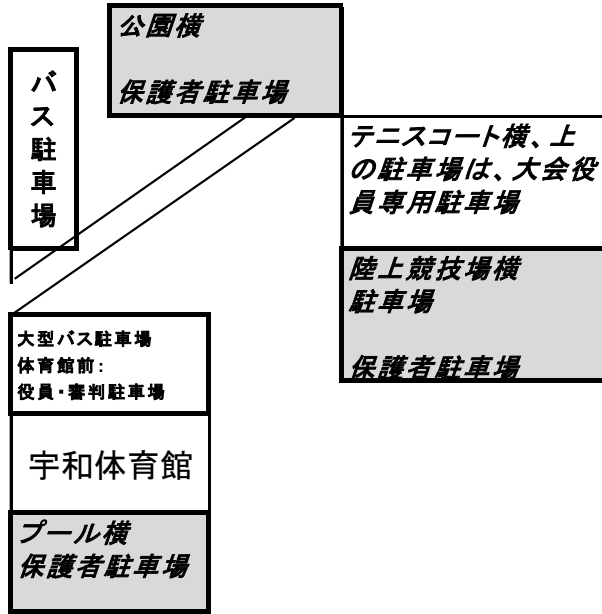 公園横
保護者駐車場
バス駐車場
テニスコート横、上
の駐車場は、大会役
員専用駐車場
陸上競技場横
駐車場
保護者駐車場
大型バス駐車場
体育館前：
役員・審判駐車場
宇和体育館
プール横
保護者駐車場